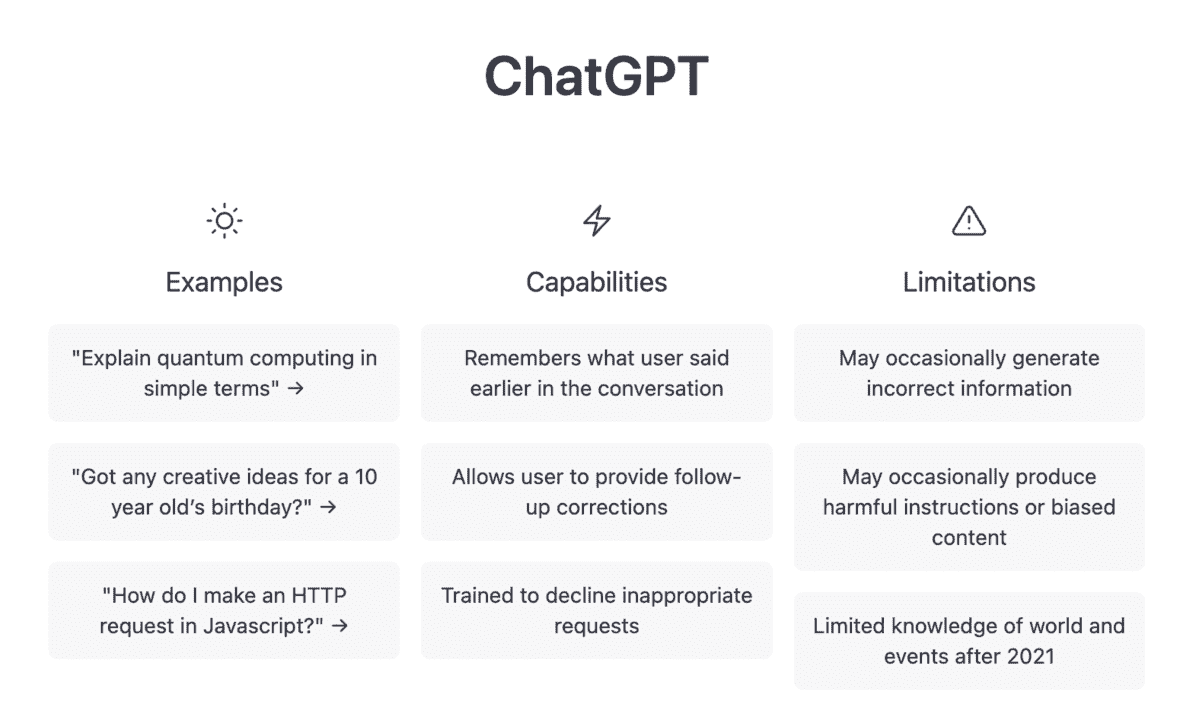 ChatGPT
Examples
"Explain quantum computing in
simple terms" →
"Got any creative ideas for a 10
year old’s birthday?" →
"How do I make an HTTP
request in Javascript?" →
Capabilities
Remembers what user said
earlier in the conversation
Allows user to provide follow-
up corrections
Trained to decline inappropriate
requests
Limitations
May occasionally generate
incorrect information
May occasionally produce
harmful instructions or biased
content
Limited knowledge of world and
events after 2021